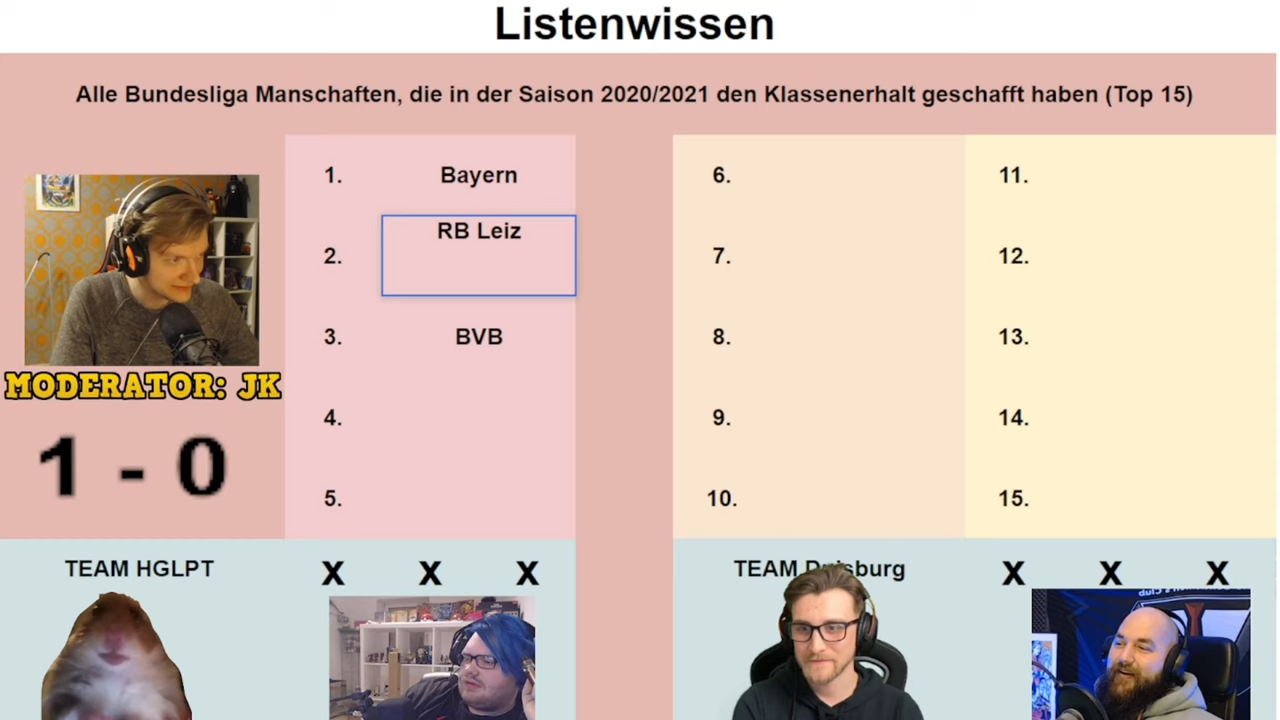 Listenwissen
Alle Bundesliga Manschaften, die in der Saison 2020/2021 den Klassenerhalt geschafft haben (Top 15)
1. Bayern
2. RB Leiz
3. BVB
4.
5.
6.
7.
8.
9.
10.
11.
12.
13.
14.
15.
MODERATOR: JK
1 - 0
TEAM HGLPT X X X
TEAM Duisburg X X X